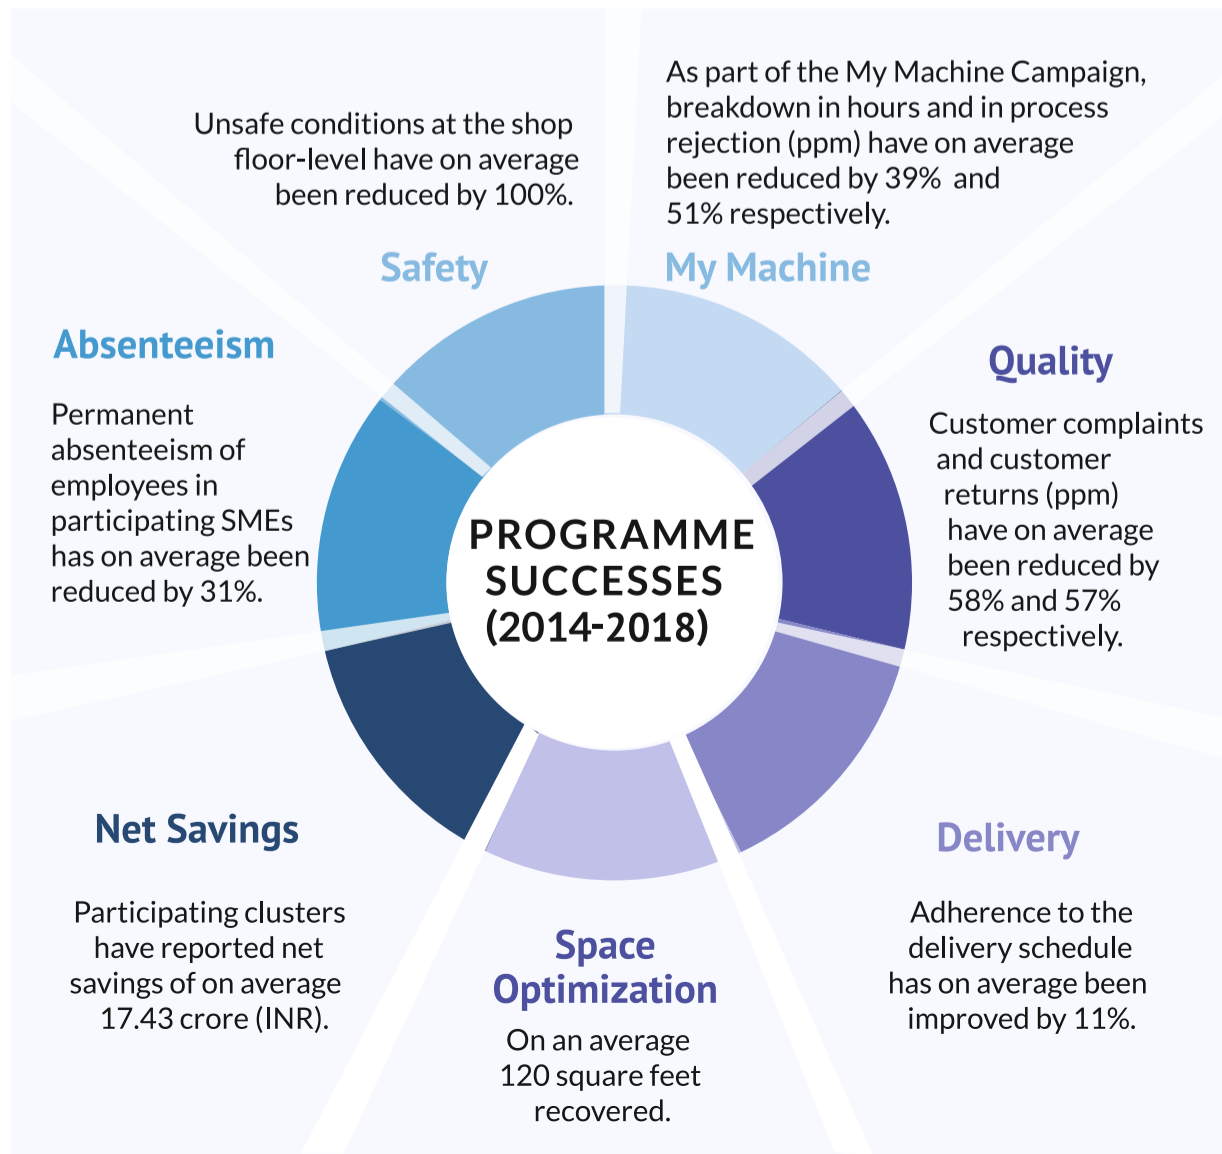 PROGRAMME
SUCCESSES
(2014-2018)
As part of the My Machine Campaign,
breakdown in hours and in process
rejection (ppm) have on average
been reduced by 39% and
51% respectively.
My Machine
Quality
Customer complaints
and customer
returns (ppm)
have on average
been reduced by
58% and 57%
respectively.
Delivery
Adherence to the
delivery schedule
has on average been
improved by 11%.
Space
Optimization
On an average
120 square feet
recovered.
Net Savings
Participating clusters
have reported net
savings of on average
17.43 crore (INR).
Absenteeism
Permanent
absenteeism of
employees in
participating SMEs
has on average been
reduced by 31%.
Unsafe conditions at the shop
floor-level have on average
been reduced by 100%.
Safety